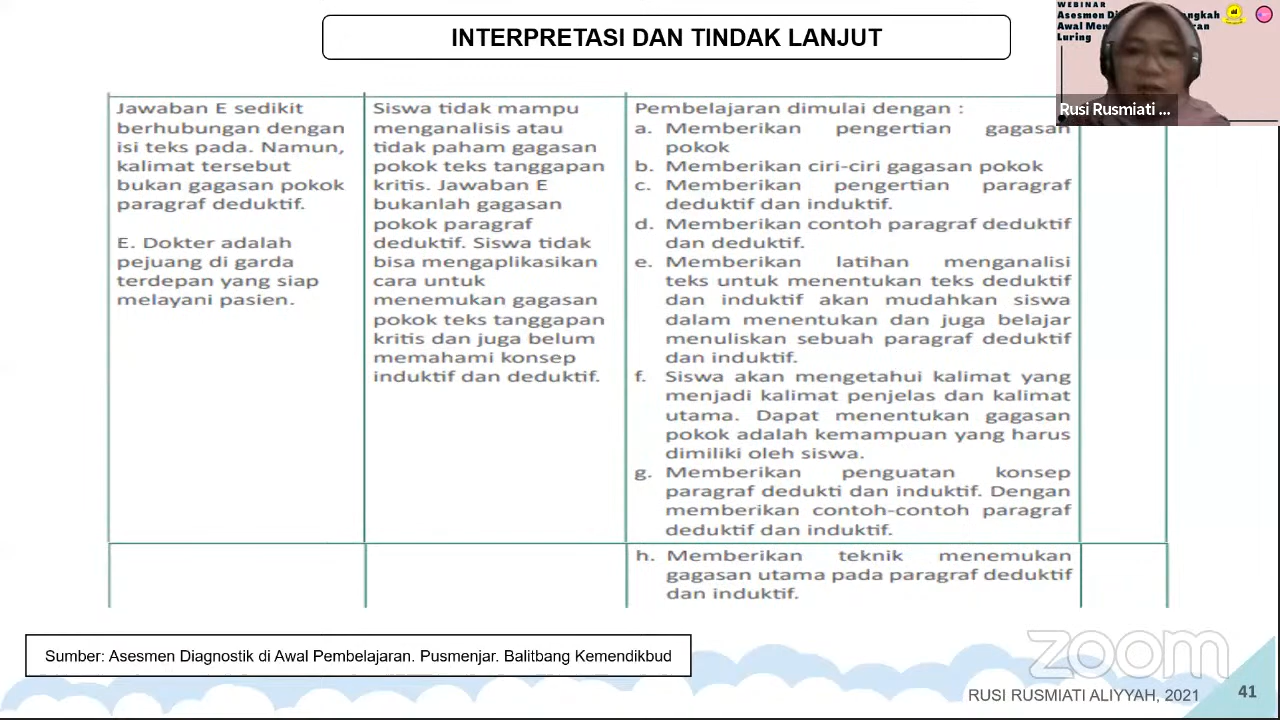 INTERPRETASI DAN TINDAK LANJUT
WEBINAR
Asesmen
Awal
Luring
Rusi Rusmiati ...
Jawaban E sedikit
berhubungan dengan
isi teks pada. Namun,
kalimat tersebut
bukan gagasan pokok
paragraf deduktif.
E. Dokter adalah
pejuang di garda
terdepan yang siap
melayani pasien.
Siswa tidak mampu
menganalisis atau
tidak paham gagasan
pokok teks tanggapan
kritis. Jawaban E
bukanlah gagasan
pokok paragraf
deduktif. Siswa tidak
bisa mengaplikasikan
cara untuk
menemukan gagasan
pokok teks tanggapan
kritis dan juga belum
memahami konsep
induktif dan deduktif.
Pembelajaran dimulai dengan :
a. Memberikan pengertian gagasan
pokok
b. Memberikan ciri-ciri gagasan pokok
c. Memberikan pengertian paragraf
deduktif dan induktif.
d. Memberikan contoh paragraf deduktif
dan deduktif.
e. Memberikan latihan menganalisi
teks untuk menentukan teks deduktif
dan induktif akan mudahkan siswa
dalam menentukan dan juga belajar
menuliskan sebuah paragraf deduktif
dan induktif.
f. Siswa akan mengetahui kalimat yang
menjadi kalimat penjelas dan kalimat
utama. Dapat menentukan gagasan
pokok adalah kemampuan yang harus
dimiliki oleh siswa.
g. Memberikan penguatan konsep
paragraf dedukti dan induktif. Dengan
memberikan contoh-contoh paragraf
deduktif dan induktif.
h. Memberikan teknik menemukan
gagasan utama pada paragraf deduktif
dan induktif.
Sumber: Asesmen Diagnostik di Awal Pembelajaran. Pusmenjar. Balitbang Kemendikbud
zoom
RUSI RUSMIATI ALIYYAH, 2021
41